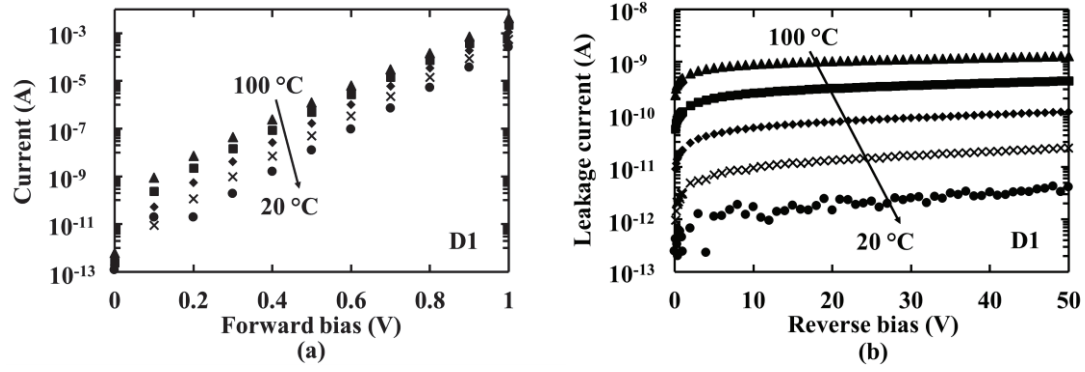 10⁻³
10⁻⁵
10⁻⁷
10⁻⁹
10⁻¹¹
10⁻¹³
Current (A)
100 °C
20 °C
D1
0 0.2 0.4 0.6 0.8 1
Forward bias (V)
(a)
10⁻⁸
10⁻⁹
10⁻¹⁰
10⁻¹¹
10⁻¹²
10⁻¹³
Leakage current (A)
100 °C
20 °C
D1
0 10 20 30 40 50
Reverse bias (V)
(b)